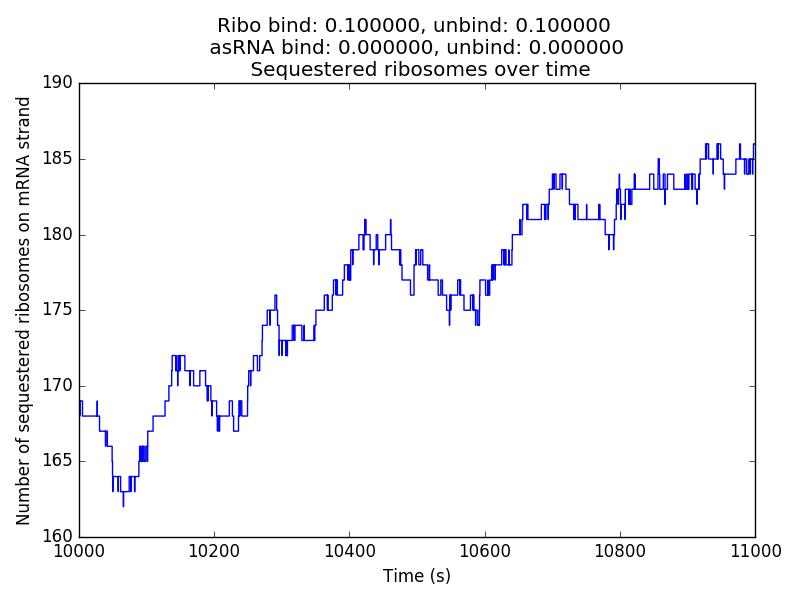 Ribo bind: 0.100000, unbind: 0.100000
asRNA bind: 0.000000, unbind: 0.000000
Sequestered ribosomes over time
Number of sequestered ribosomes on mRNA strand
190
185
180
175
170
165
160
10000 10200 10400 10600 10800 11000
Time (s)